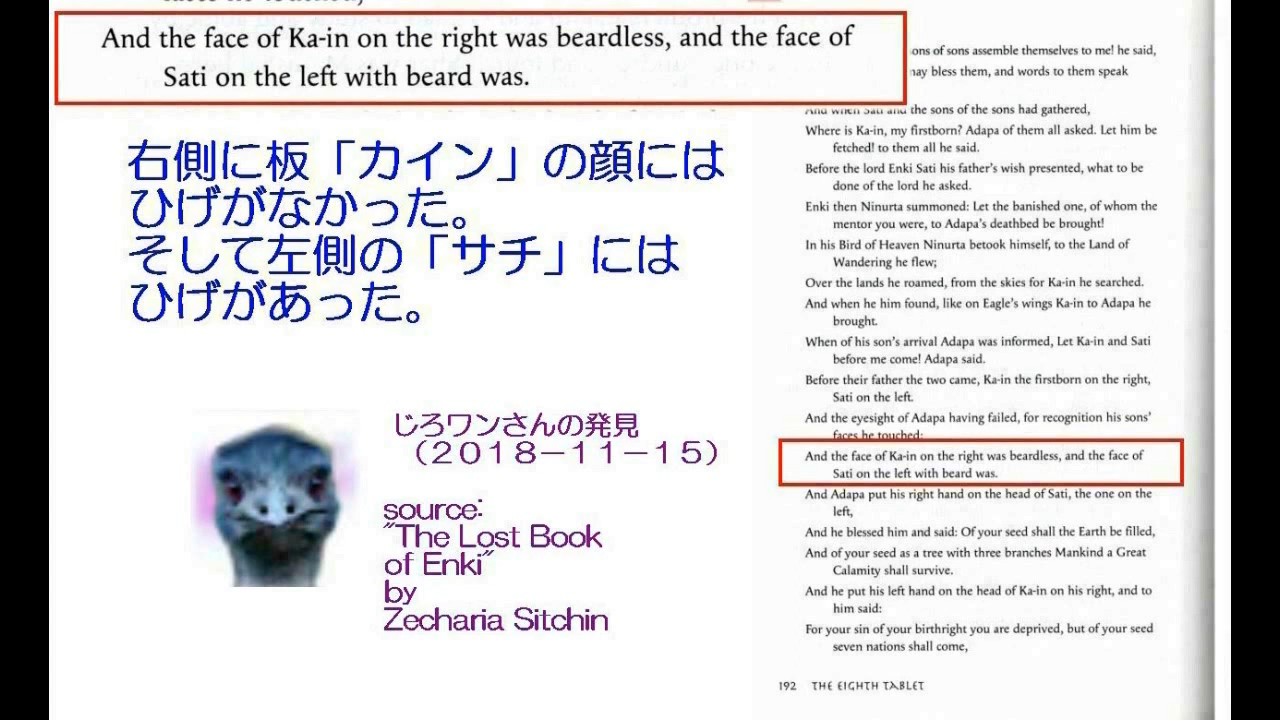 And the face of Ka-in on the right was beardless, and the face of
Sati on the left with beard was.
右側に板「カイン」の顔には
ひげがなかった。
そして左側の「サチ」には
ひげがあった。
じろワンさんの発見
（２０１８－１１－１５）
source:
"The Lost Book
of Enki"
by
Zecharia Sitchin
ons of sons assemble themselves to me! he said,
may bless them, and words to them speak
And when Sati and the sons of the sons had gathered,
Where is Ka-in, my firstborn? Adapa of them all asked. Let him be
fetched! to them all he said.
Before the lord Enki Sati his father's wish presented, what to be
done of the lord he asked.
Enki then Ninurta summoned: Let the banished one, of whom the
mentor you were, to Adapa's deathbed be brought!
In his Bird of Heaven Ninurta betook himself, to the Land of
Wandering he flew;
Over the lands he roamed, from the skies for Ka-in he searched.
And when he him found, like on Eagle's wings Ka-in to Adapa he
brought.
When of his son's arrival Adapa was informed, Let Ka-in and Sati
before me come! Adapa said.
Before their father the two came, Ka-in the firstborn on the right,
Sati on the left.
And the eyesight of Adapa having failed, for recognition his sons'
faces he touched;
And the face of Ka-in on the right was beardless, and the face of
Sati on the left with beard was.
And Adapa put his right hand on the head of Sati, the one on the
left,
And he blessed him and said: Of your seed shall the Earth be filled,
And of your seed as a tree with three branches Mankind a Great
Calamity shall survive.
And he put his left hand on the head of Ka-in on his right, and to
him said:
For your sin of your birthright you are deprived, but of your seed
seven nations shall come,
192 THE EIGHTH TABLET